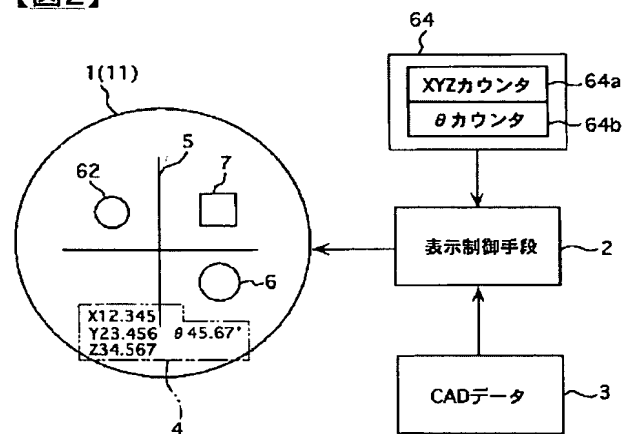 【図2】
64
XYZカウンタ
64a
θカウンタ
64b
1(11)
5
7
62
6
X12.345
Y23.456 θ45.67°
Z34.567
4
表示制御手段
2
CADデータ
3